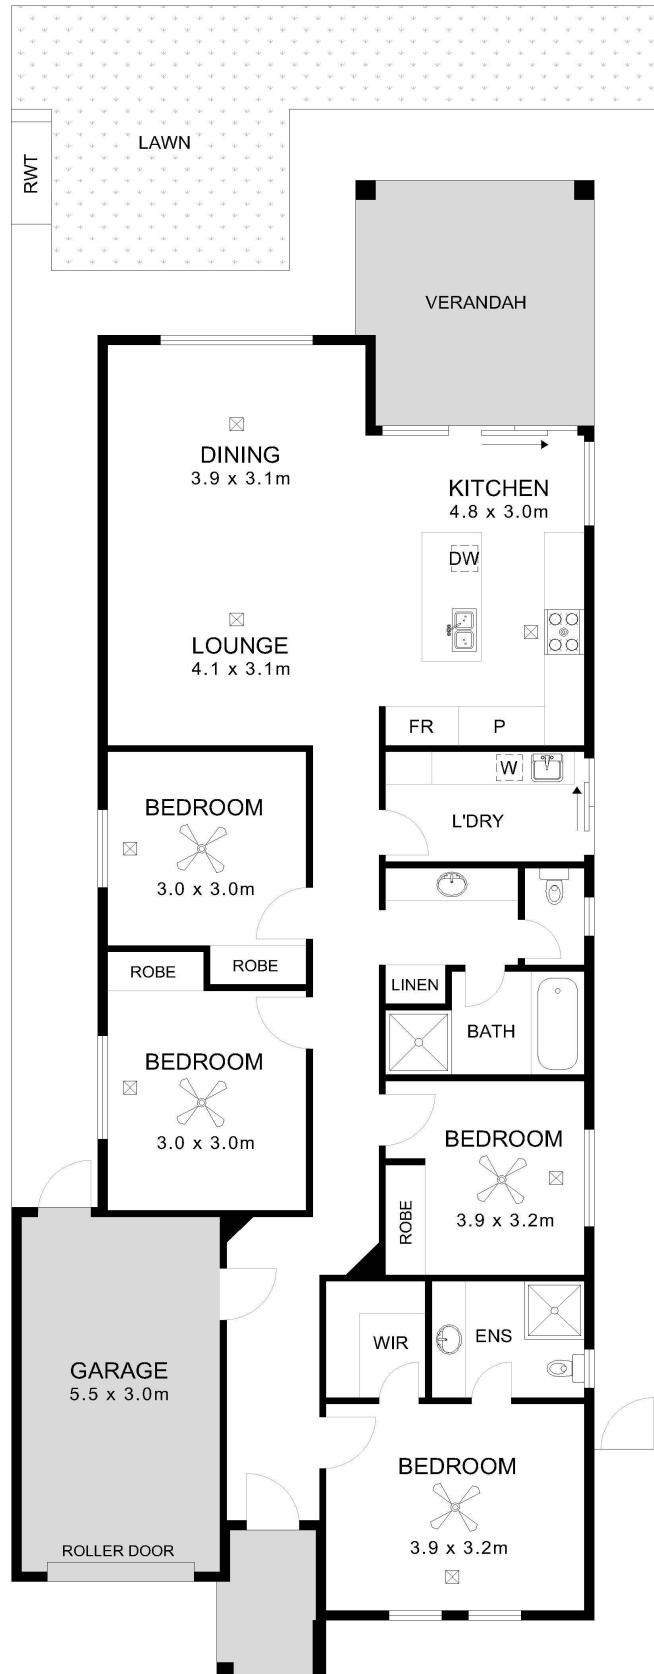 LAWN
RWT
VERANDAH
DINING
3.9 x 3.1m
KITCHEN
4.8 x 3.0m
DW
LOUNGE
4.1 x 3.1m
FR
P
BEDROOM
3.0 x 3.0m
W
L'DRY
ROBE
ROBE
LINEN
BATH
BEDROOM
3.0 x 3.0m
BEDROOM
3.9 x 3.2m
ROBE
WIR
ENS
GARAGE
5.5 x 3.0m
BEDROOM
3.9 x 3.2m
ROLLER DOOR